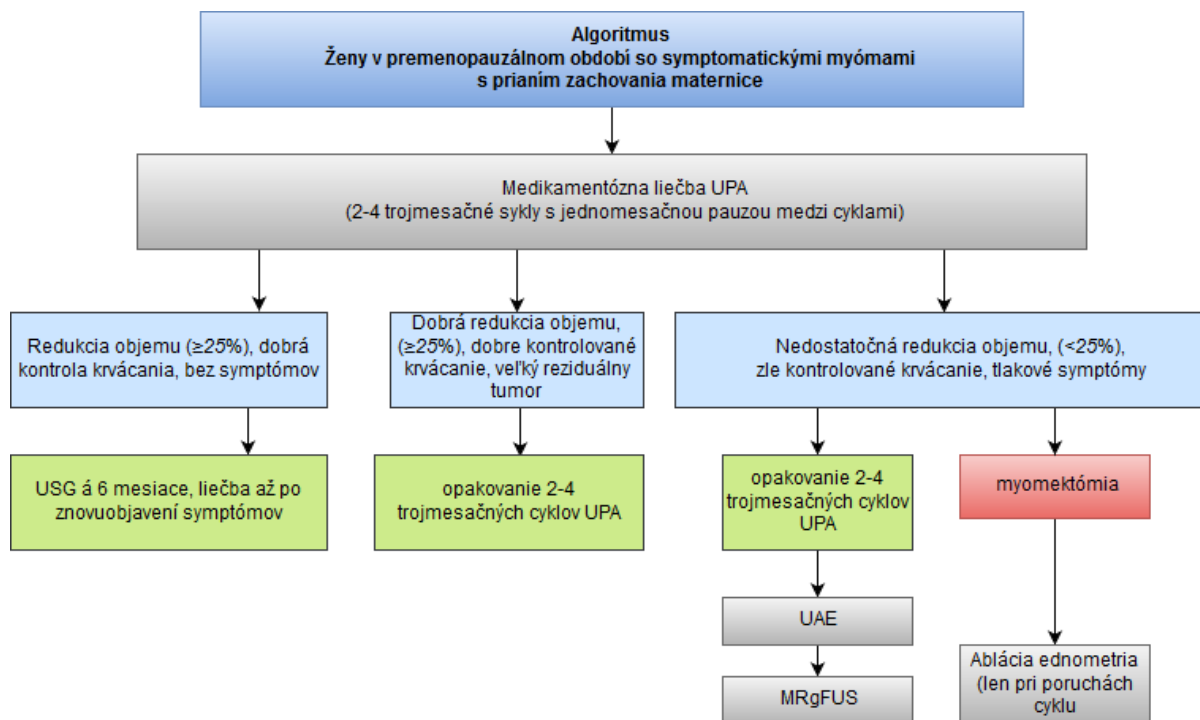 Algoritmus
Ženy v premenopauzálnom období so symptomatickými myómami
s prianím zachovania maternice
Medikamentózna liečba UPA
(2-4 trojmesačné sykly s jednomesačnou pauzou medzi cyklami)
Redukcia objemu (≥25%), dobrá
kontrola krvácania, bez symptómov
Dobrá redukcia objemu,
(≥25%), dobre kontrolované
krvácanie, veľký reziduálny
tumor
Nedostatočná redukcia objemu, (<25%),
zle kontrolované krvácanie, tlakové symptómy
USG á 6 mesiace, liečba až po
znovuobjavení symptómov
opakovanie 2-4
trojmesačných cyklov UPA
opakovanie 2-4
trojmesačných cyklov
UPA
myomektómia
UAE
MRgFUS
Ablácia ednometria
(len pri poruchách
cyklu